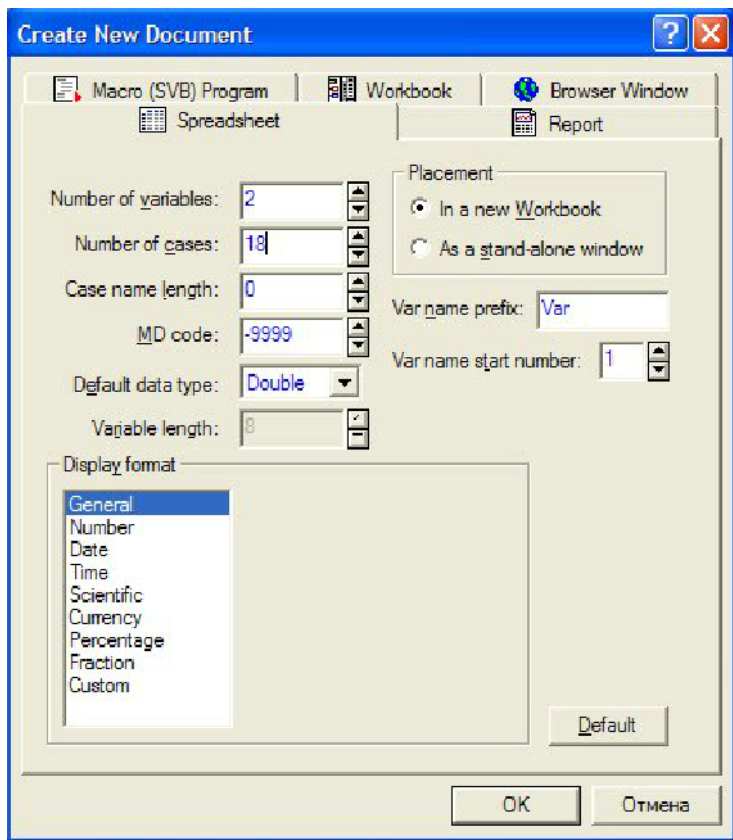 Create New Document
Macro (SVB) Program
Workbook
Browser Window
Spreadsheet
Report
Number of variables: 2
Number of cases: 18
Case name length: 0
MD code: -9999
Default data type: Double
Variable length: 8
Placement
In a new Workbook
As a stand-alone window
Var name prefix: Var
Var name start number: 1
Display format
General
Number
Date
Time
Scientific
Currency
Percentage
Fraction
Custom
Default
OK
Отмена